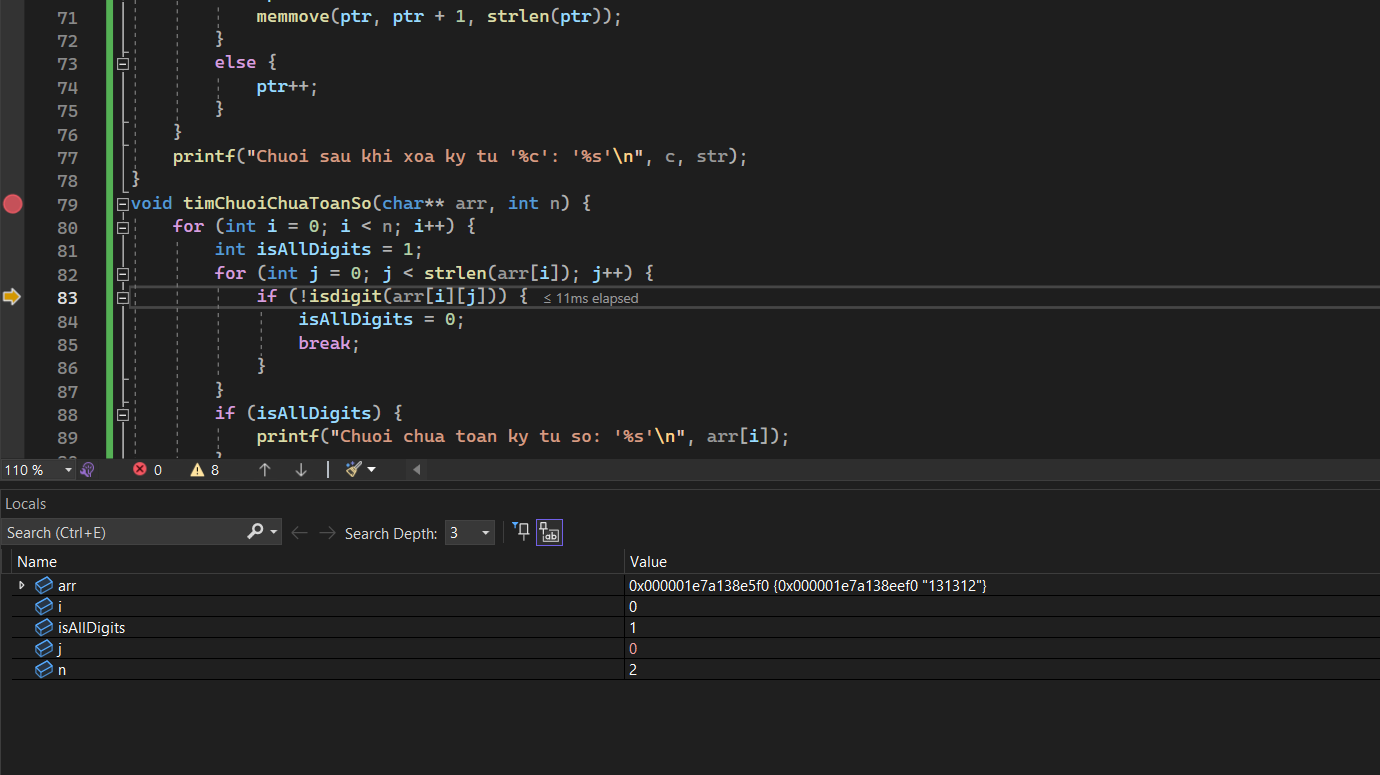 71 memmove(ptr, ptr + 1, strlen(ptr));
72 }
73 else {
74 ptr++;
75 }
76 }
77 printf("Chuoi sau khi xoa ky tu '%c': '%s'\n", c, str);
78 }
79 void timChuoiChuaToanSo(char** arr, int n) {
80 for (int i = 0; i < n; i++) {
81 int isAllDigits = 1;
82 for (int j = 0; j < strlen(arr[i]); j++) {
83 if (!isdigit(arr[i][j])) { ≤ 11ms elapsed
84 isAllDigits = 0;
85 break;
86 }
87 }
88 if (isAllDigits) {
89 printf("Chuoi chua toan ky tu so: '%s'\n", arr[i]);
110 % 0 8
Locals
Search (Ctrl+E) Search Depth: 3
Name Value
arr 0x000001e7a138e5f0 {0x000001e7a138eef0 "131312"}
i 0
isAllDigits 1
j 0
n 2